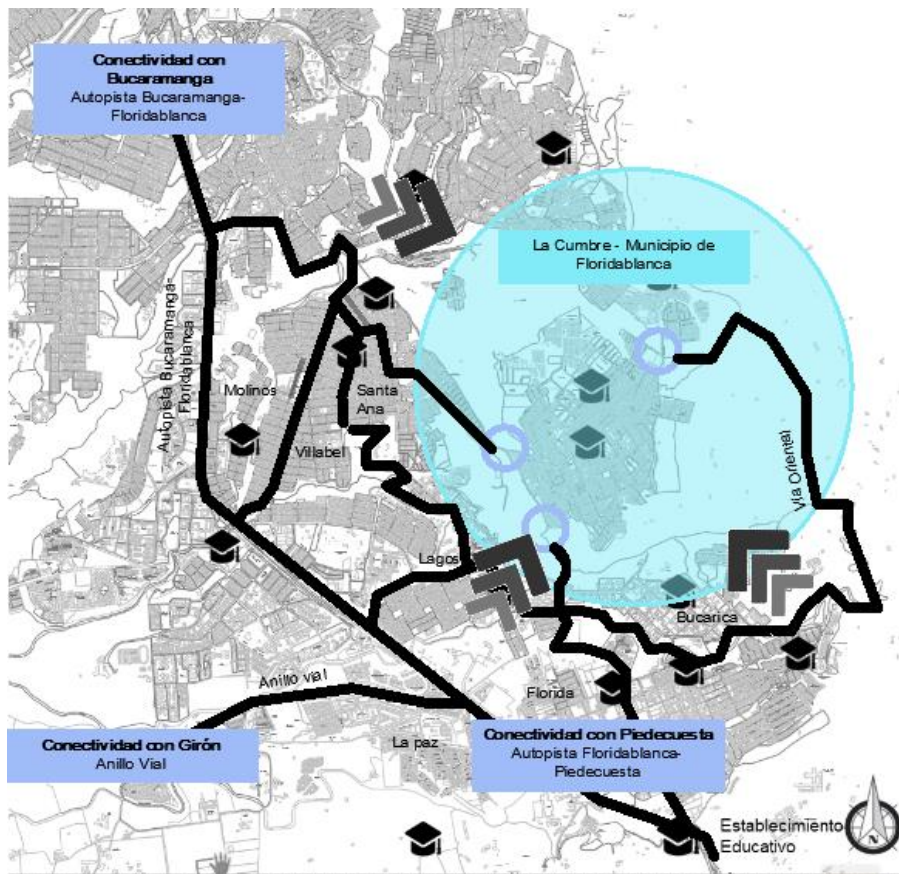 Conectividad con
Bucaramanga
Autopista Bucaramanga-
Floridablanca
La Cumbre - Municipio de
Floridablanca
Autopista Bucaramanga-
Floridablanca
Molinos
Santa
Ana
Villabel
Vía Oriental
Lagos
Bucarica
Anillo vial
Florida
La paz
Conectividad con Girón
Anillo Vial
Conectividad con Piedecuesta
Autopista Floridablanca-
Piedecuesta
Establecimiento
Educativo
N